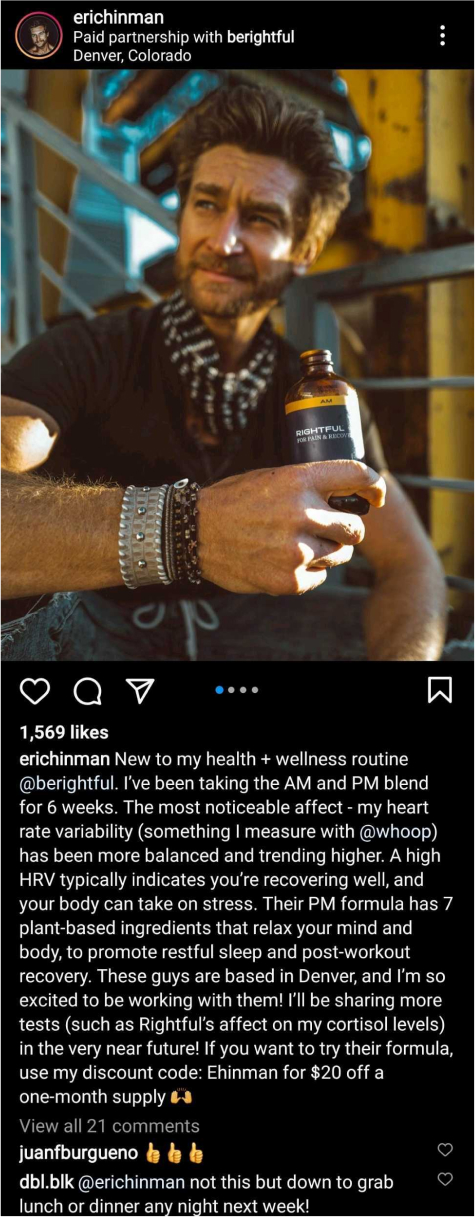 erichinman
Paid partnership with berightful
Denver, Colorado
AM
RIGHTFUL
FOR PAIN & RECOV
1,569 likes
erichinman New to my health + wellness routine
@berightful. I've been taking the AM and PM blend
for 6 weeks. The most noticeable affect - my heart
rate variability (something I measure with @whoop)
has been more balanced and trending higher. A high
HRV typically indicates you're recovering well, and
your body can take on stress. Their PM formula has 7
plant-based ingredients that relax your mind and
body, to promote restful sleep and post-workout
recovery. These guys are based in Denver, and I'm so
excited to be working with them! I'll be sharing more
tests (such as Rightful's affect on my cortisol levels)
in the very near future! If you want to try their formula,
use my discount code: Ehinman for $20 off a
one-month supply 🙌
View all 21 comments
juanfburgueno 👍👍👍
dbl.blk @erichinman not this but down to grab
lunch or dinner any night next week!